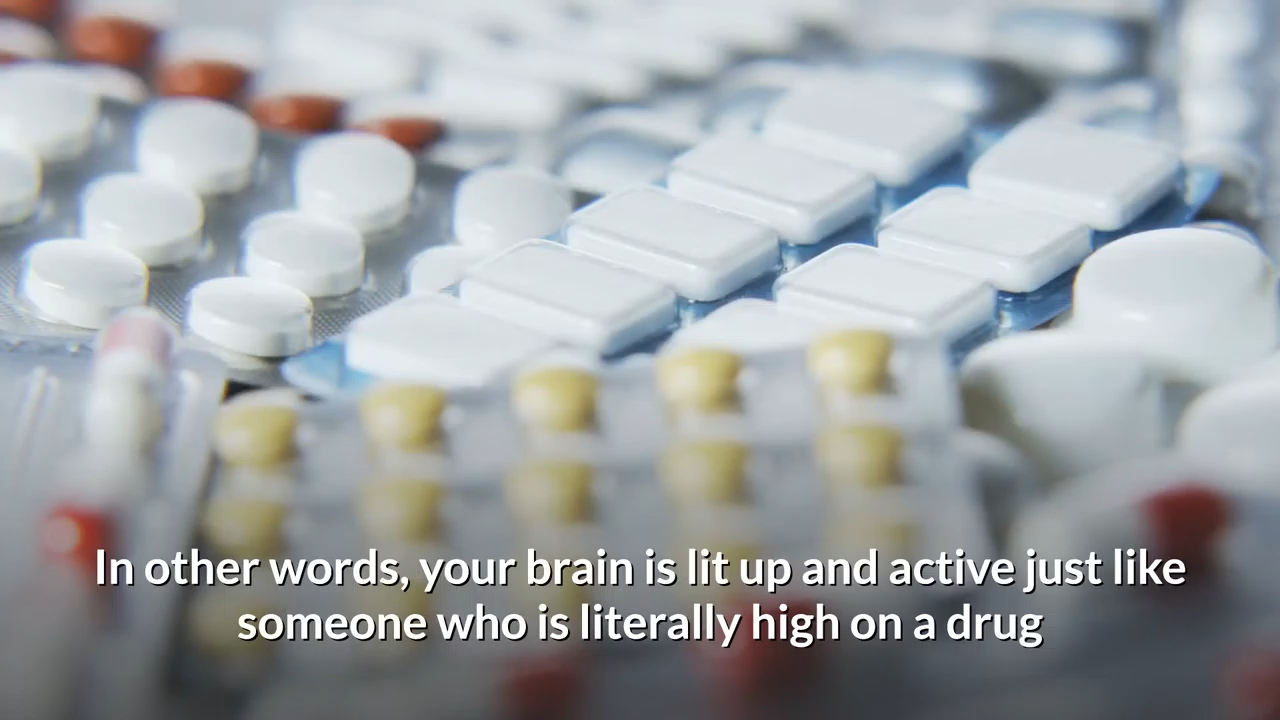 In other words, your brain is lit up and active just like
someone who is literally high on a drug